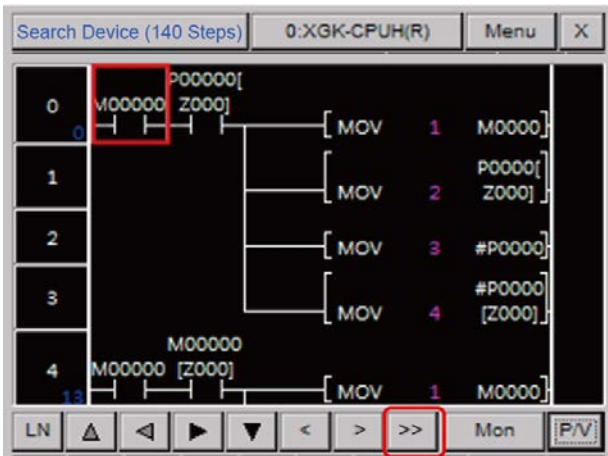 Search Device (140 Steps) 0:XGK-CPUH(R) Menu X
P00000[
0 M00000 Z000]
0 MOV 1 M0000
P0000[
1 Z000]
MOV 2
2 MOV 3 #P0000
#P0000
3 [Z000]
MOV 4
M00000
4 M00000 [Z000]
13 MOV 1 M0000
LN < > >> Mon P/V